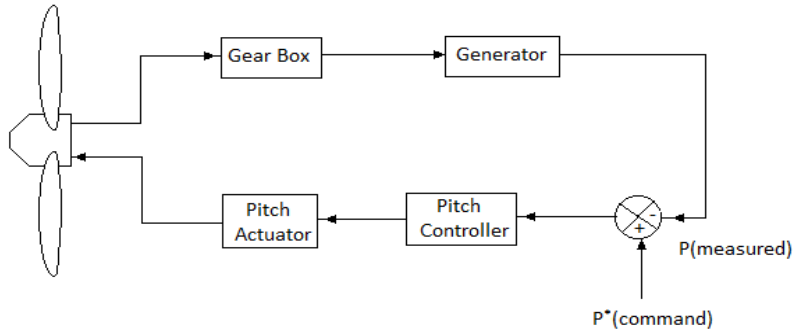 Gear Box
Generator
Pitch
Actuator
Pitch
Controller
-
+
P(measured)
P*(command)